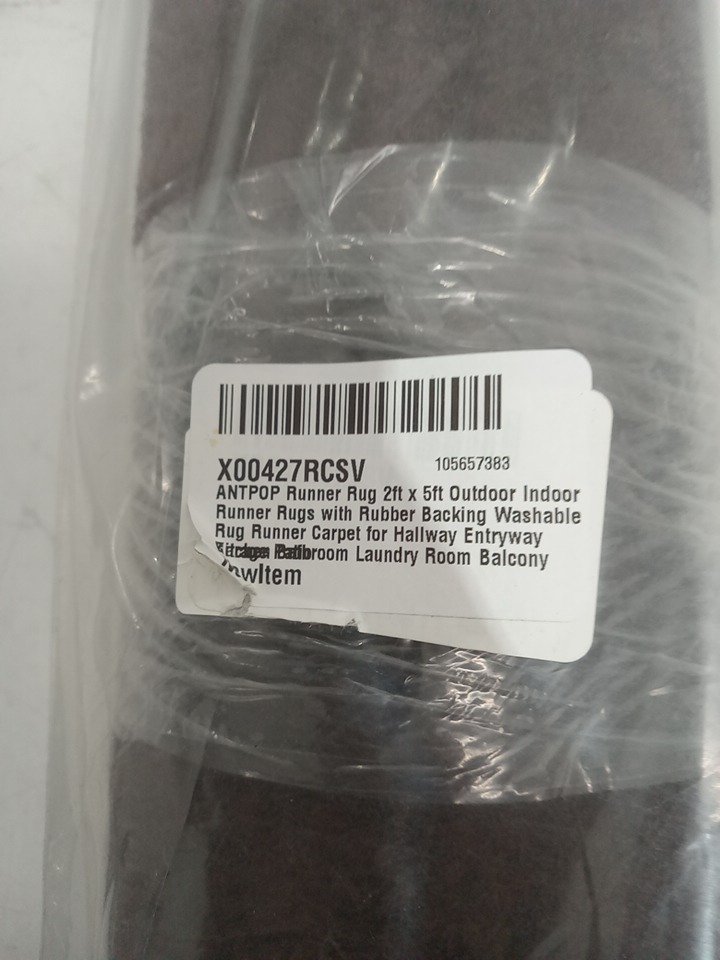 X00427RCSV
105657383
ANTPOP Runner Rug 2ft x 5ft Outdoor Indoor
Runner Rugs with Rubber Backing Washable
Rug Runner Carpet for Hallway Entryway
Laundry Room Balcony
Item